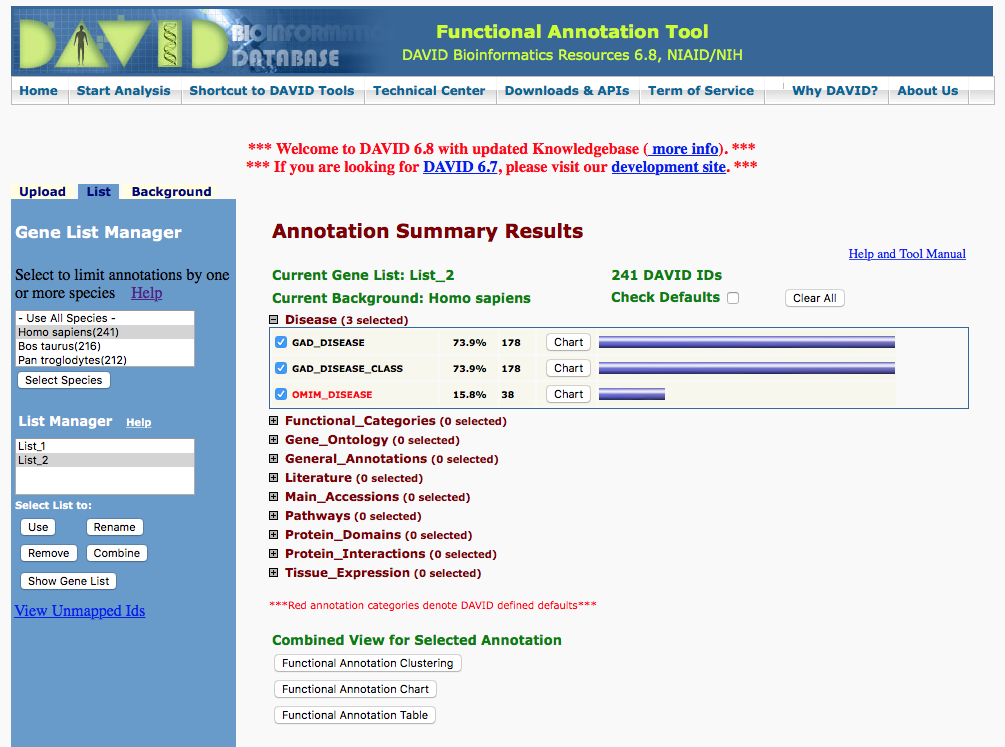 DAVID BIOINFORMATICS
DATABASE
Functional Annotation Tool
DAVID Bioinformatics Resources 6.8, NIAID/NIH
Home Start Analysis Shortcut to DAVID Tools Technical Center Downloads & APIs Term of Service Why DAVID? About Us
*** Welcome to DAVID 6.8 with updated Knowledgebase ( more info). ***
*** If you are looking for DAVID 6.7, please visit our development site. ***
Upload List Background
Gene List Manager
Select to limit annotations by one
or more species Help
- Use All Species -
Homo sapiens(241)
Bos taurus(216)
Pan troglodytes(212)
Select Species
List Manager Help
List_1
List_2
Select List to:
Use Rename
Remove Combine
Show Gene List
View Unmapped Ids
Annotation Summary Results
Help and Tool Manual
Current Gene List: List_2 241 DAVID IDs
Current Background: Homo sapiens Check Defaults Clear All
Disease (3 selected)
GAD_DISEASE 73.9% 178 Chart
GAD_DISEASE_CLASS 73.9% 178 Chart
OMIM_DISEASE 15.8% 38 Chart
Functional_Categories (0 selected)
Gene_Ontology (0 selected)
General_Annotations (0 selected)
Literature (0 selected)
Main_Accessions (0 selected)
Pathways (0 selected)
Protein_Domains (0 selected)
Protein_Interactions (0 selected)
Tissue_Expression (0 selected)
***Red annotation categories denote DAVID defined defaults***
Combined View for Selected Annotation
Functional Annotation Clustering
Functional Annotation Chart
Functional Annotation Table